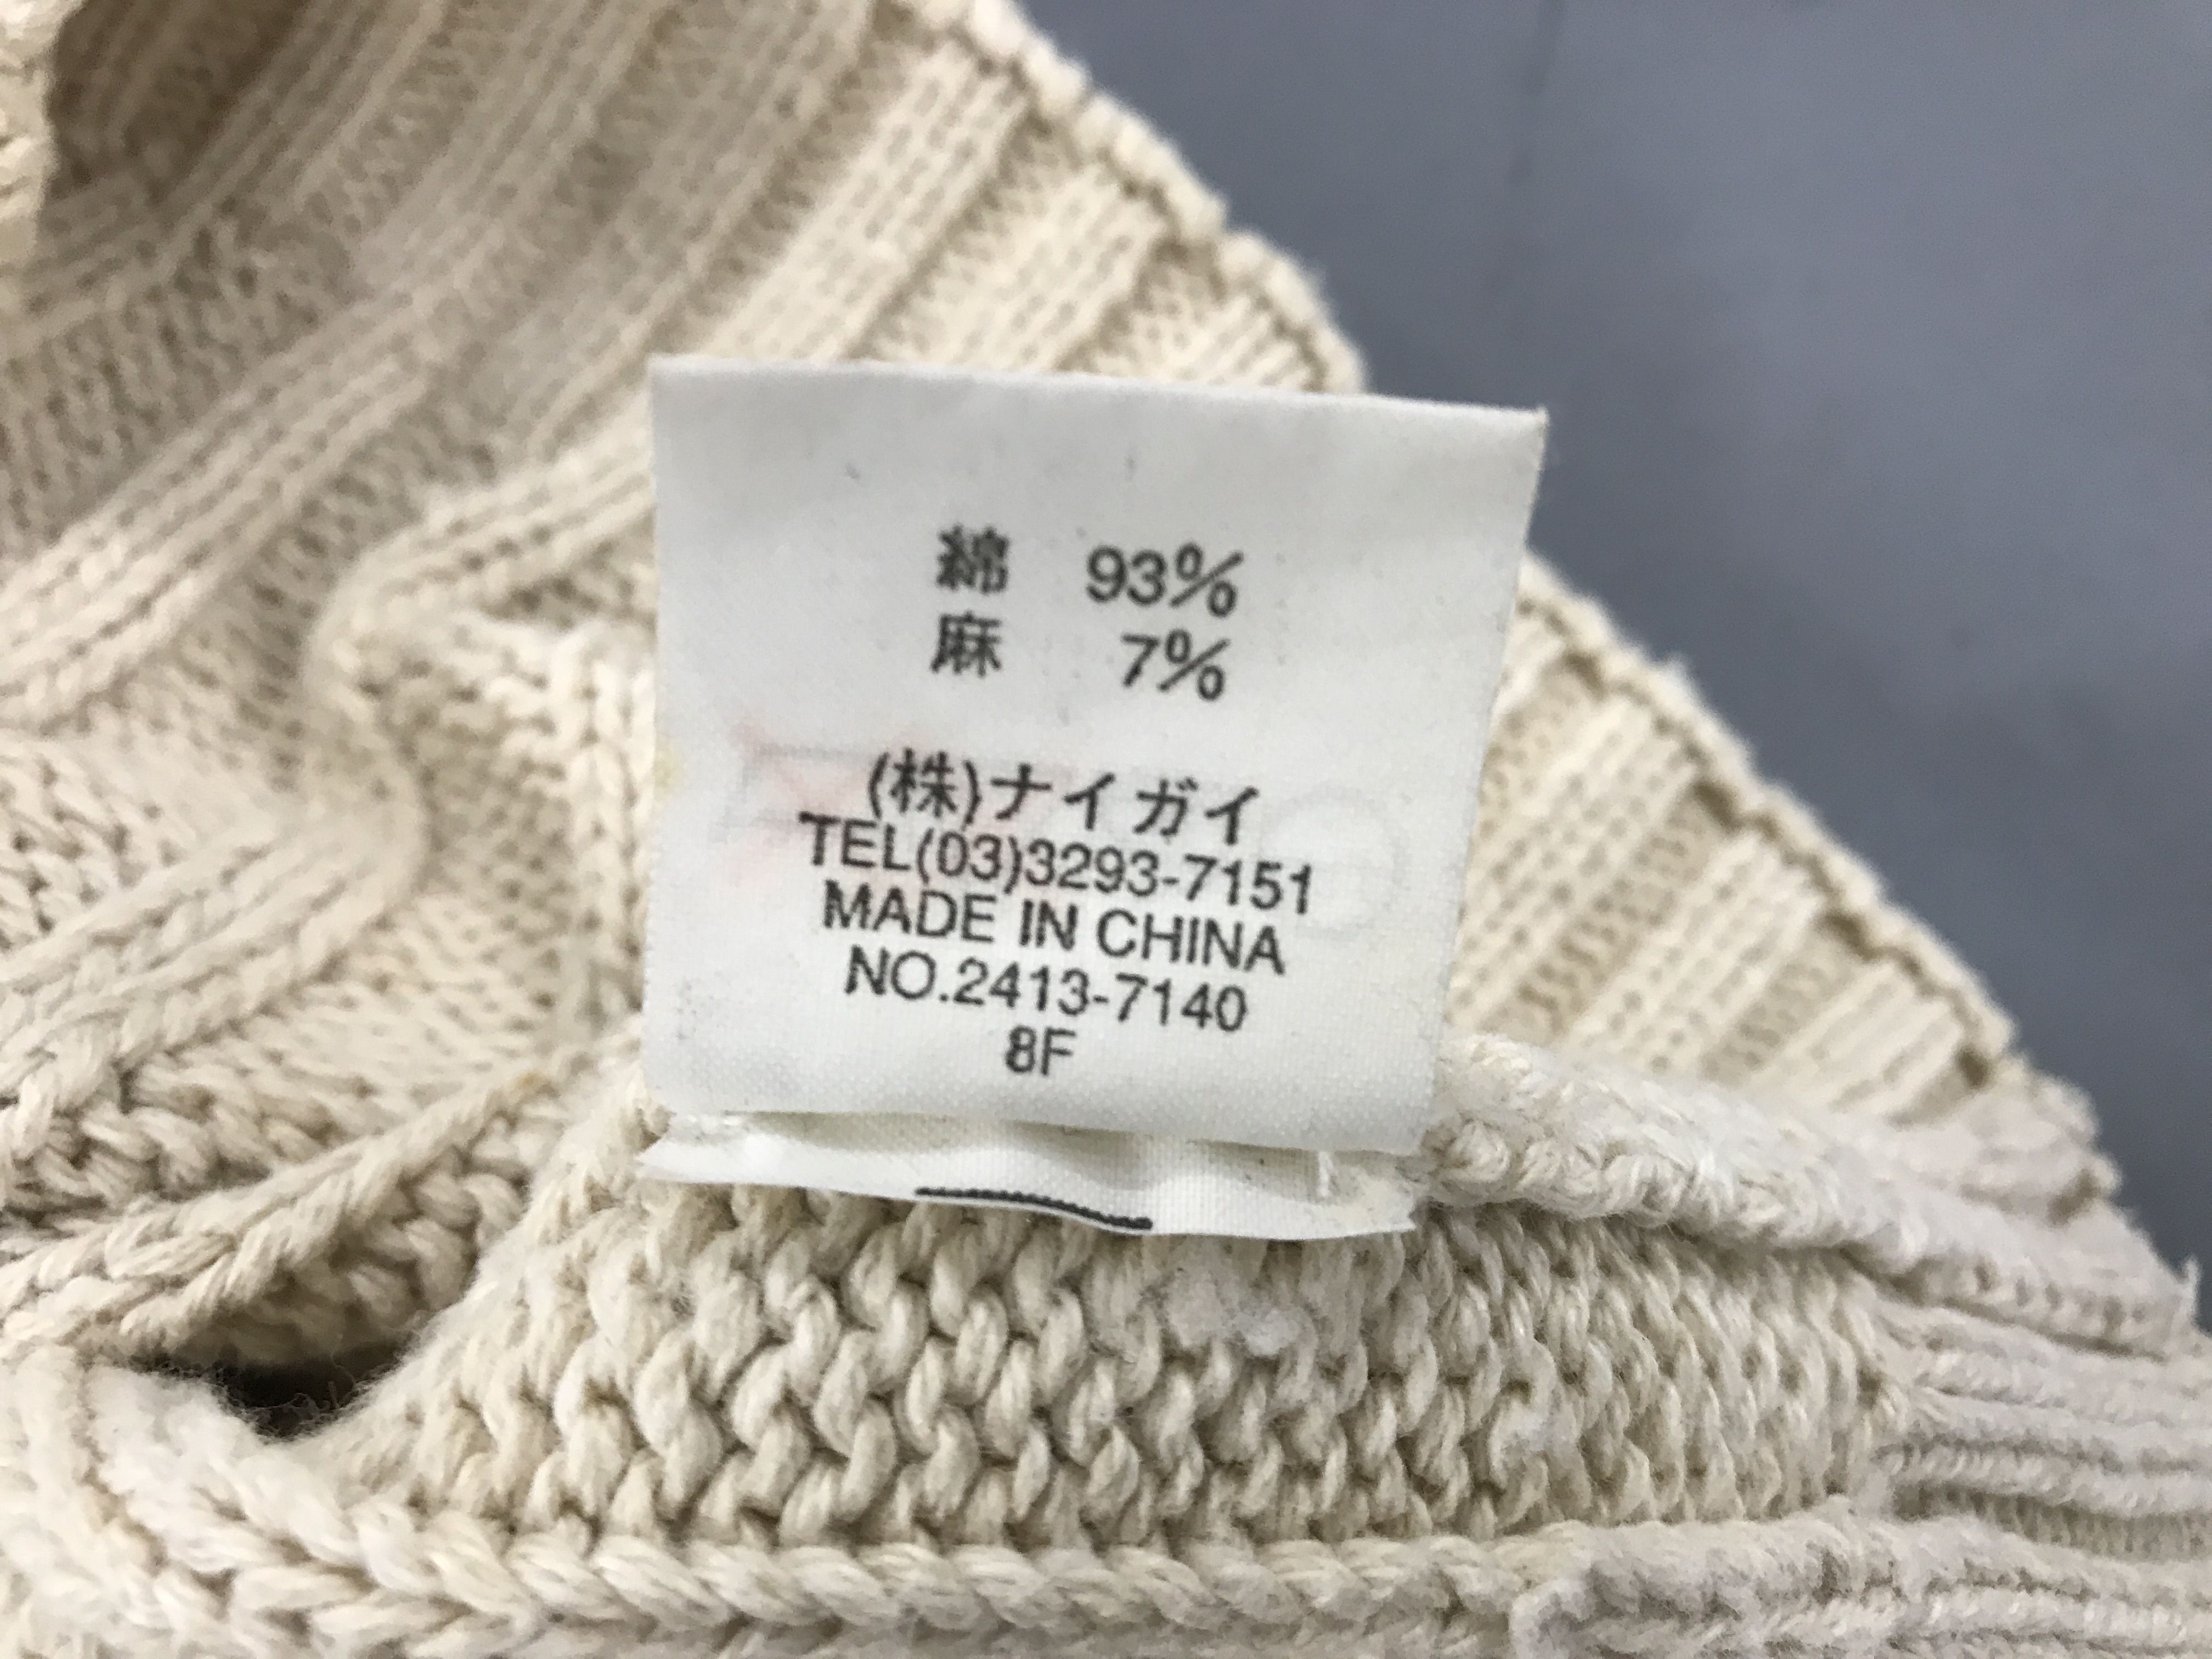 綿 93%
麻 7%
(株)ナイガイ
TEL(03)3293-7151
MADE IN CHINA
NO.2413-7140
8F